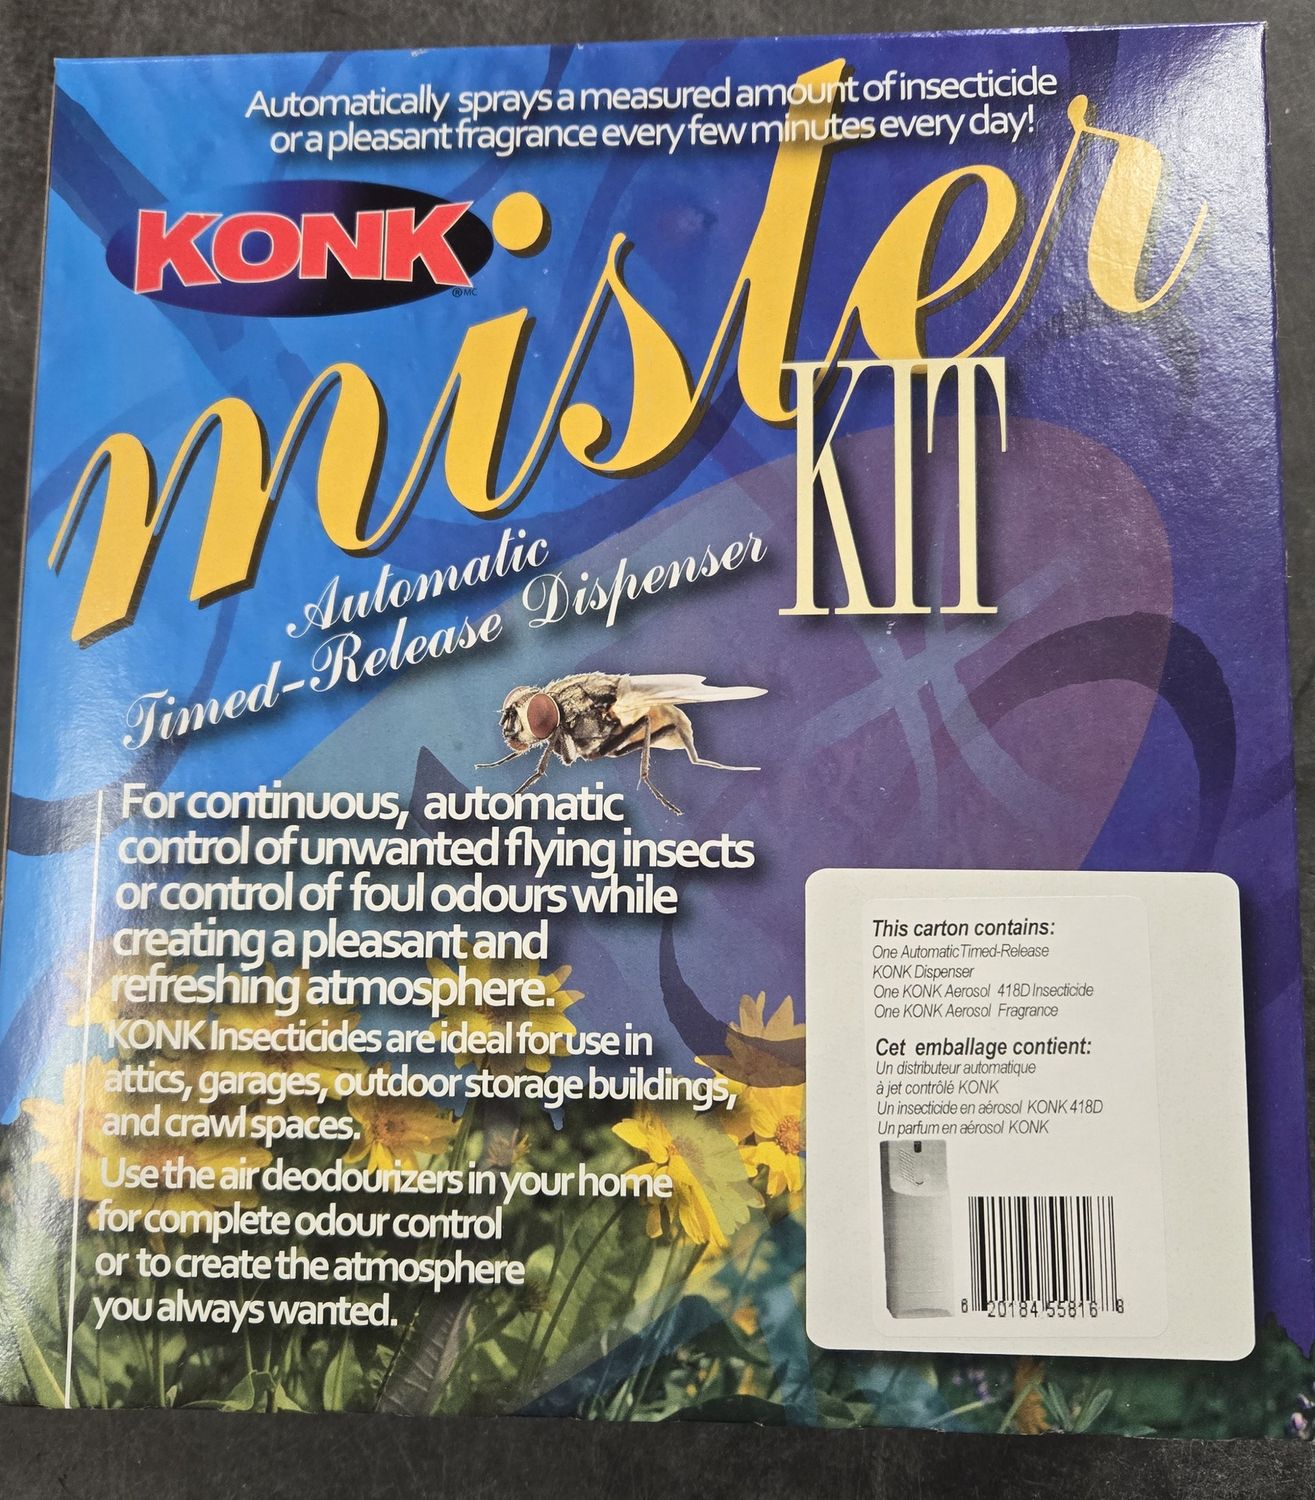 Automatically sprays a measured amount of insecticide
or a pleasant fragrance every few minutes every day!
KONK
®MC
mister
KIT
Automatic
Timed-Release Dispenser
For continuous, automatic
control of unwanted flying insects
or control of foul odours while
creating a pleasant and
refreshing atmosphere.
KONK Insecticides are ideal for use in
attics, garages, outdoor storage buildings,
and crawl spaces.
Use the air deodourizers in your home
for complete odour control
or to create the atmosphere
you always wanted.
This carton contains:
One Automatic Timed-Release
KONK Dispenser
One KONK Aerosol 418D Insecticide
One KONK Aerosol Fragrance
Cet emballage contient:
Un distributeur automatique
à jet contrôlé KONK
Un insecticide en aérosol KONK 418D
Un parfum en aérosol KONK
6 20184 55816 8